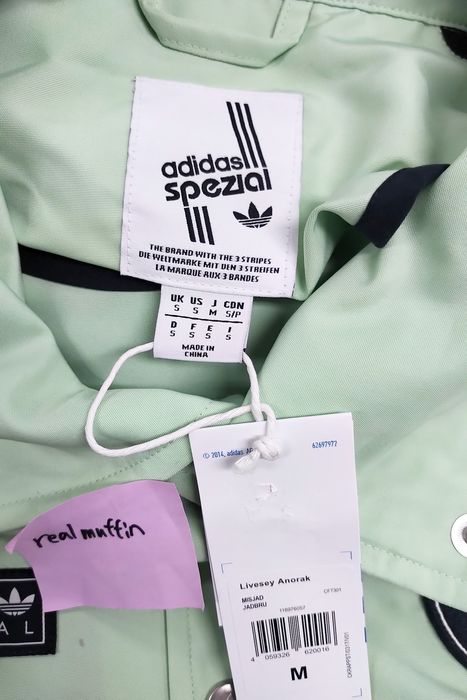 adidas
spezial
THE BRAND WITH THE 3 STRIPES
DIE WELTMARKE MIT DEN 3 STREIFEN
LA MARQUE AUX 3 BANDES
UK US J CDN
S S M S/P
D F E I
S S S S
MADE IN
CHINA
© 2014, adidas
62697972
real muffin
AL
Livesey Anorak
CF7301
MISJAD
JADBRU
116976057
4 059326 620016
M